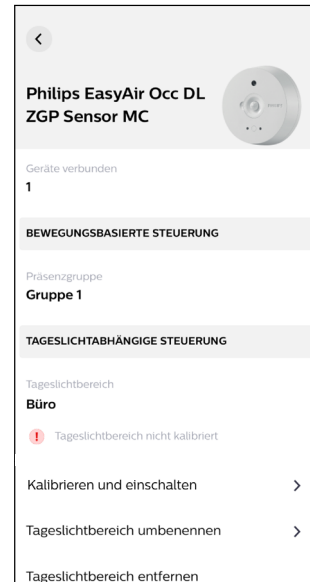 Philips EasyAir Occ DL
ZGP Sensor MC
Geräte verbunden
1
BEWEGUNGSBASIERTE STEUERUNG
Präsenzgruppe
Gruppe 1
TAGESLICHTABHÄNGIGE STEUERUNG
Tageslichtbereich
Büro
! Tageslichtbereich nicht kalibriert
Kalibrieren und einschalten
Tageslichtbereich umbenennen
Tageslichtbereich entfernen